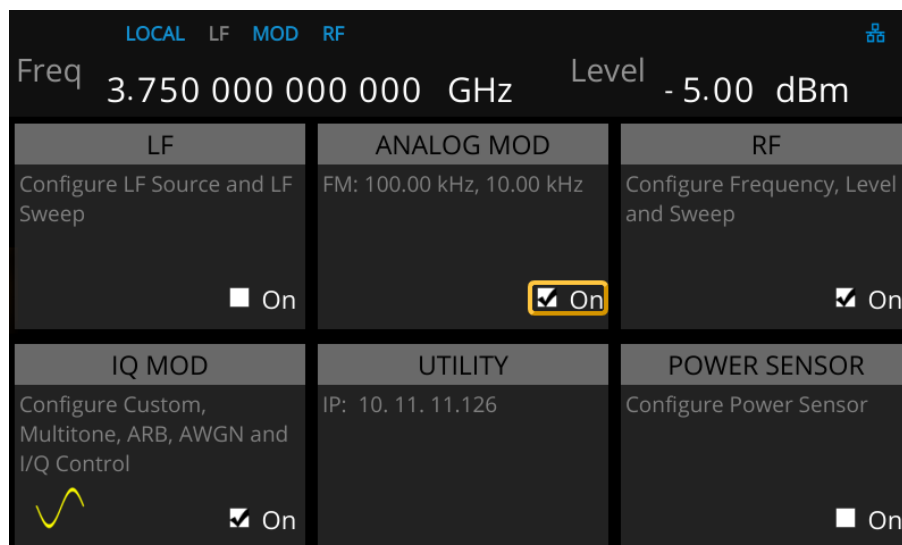 LOCAL LF MOD RF
Freq 3.750 000 000 000 GHz Level - 5.00 dBm
LF
Configure LF Source and LF
Sweep
On
ANALOG MOD
FM: 100.00 kHz, 10.00 kHz
On
RF
Configure Frequency, Level
and Sweep
On
IQ MOD
Configure Custom,
Multitone, ARB, AWGN and
I/Q Control
On
UTILITY
IP: 10. 11. 11.126
POWER SENSOR
Configure Power Sensor
On